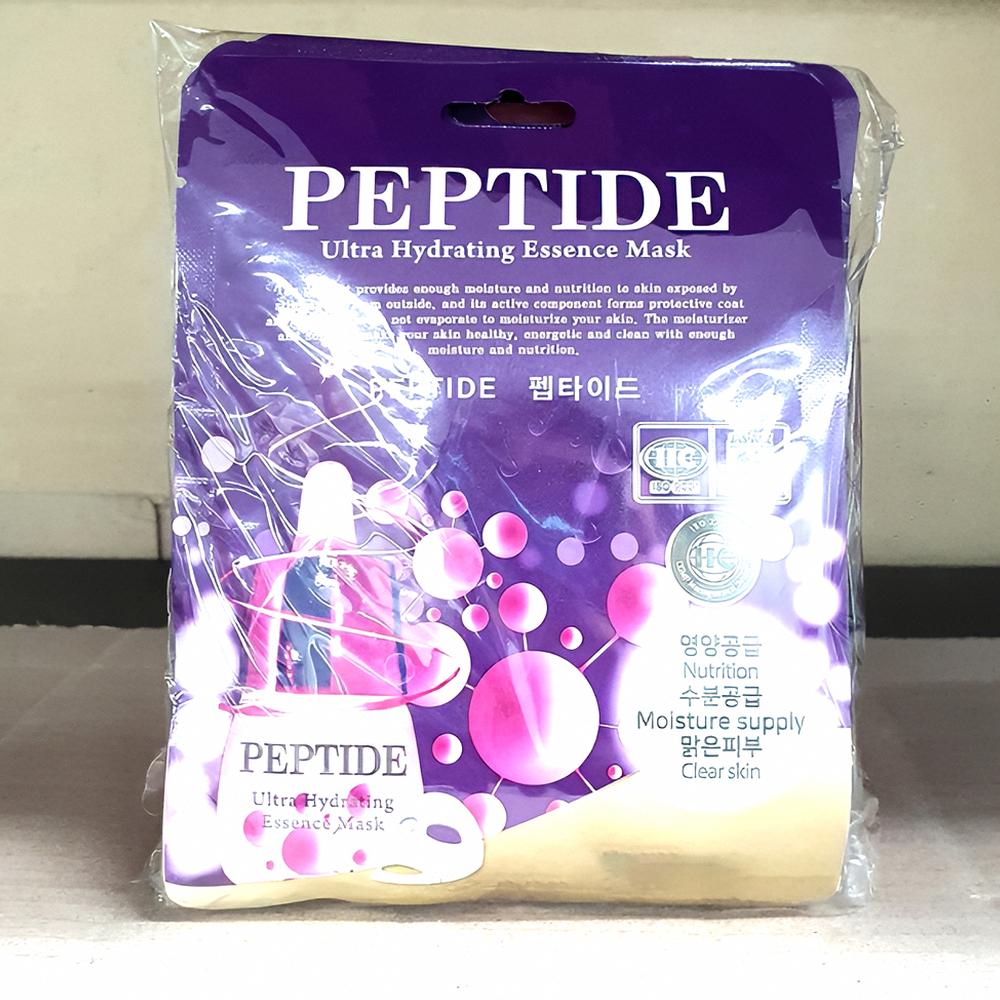 PEPTIDE
Ultra Hydrating Essence Mask
provides enough moisture and nutrition to skin exposed by
outside, and its active component forms protective coat
not evaporate to moisturize your skin. The moisturizer
your skin healthy, energetic and clean with enough
moisture and nutrition.
PEPTIDE 펩타이드
IIC
ISO
IIC
영양공급
Nutrition
수분공급
Moisture supply
맑은피부
Clear skin
PEPTIDE
Ultra Hydrating
Essence Mask